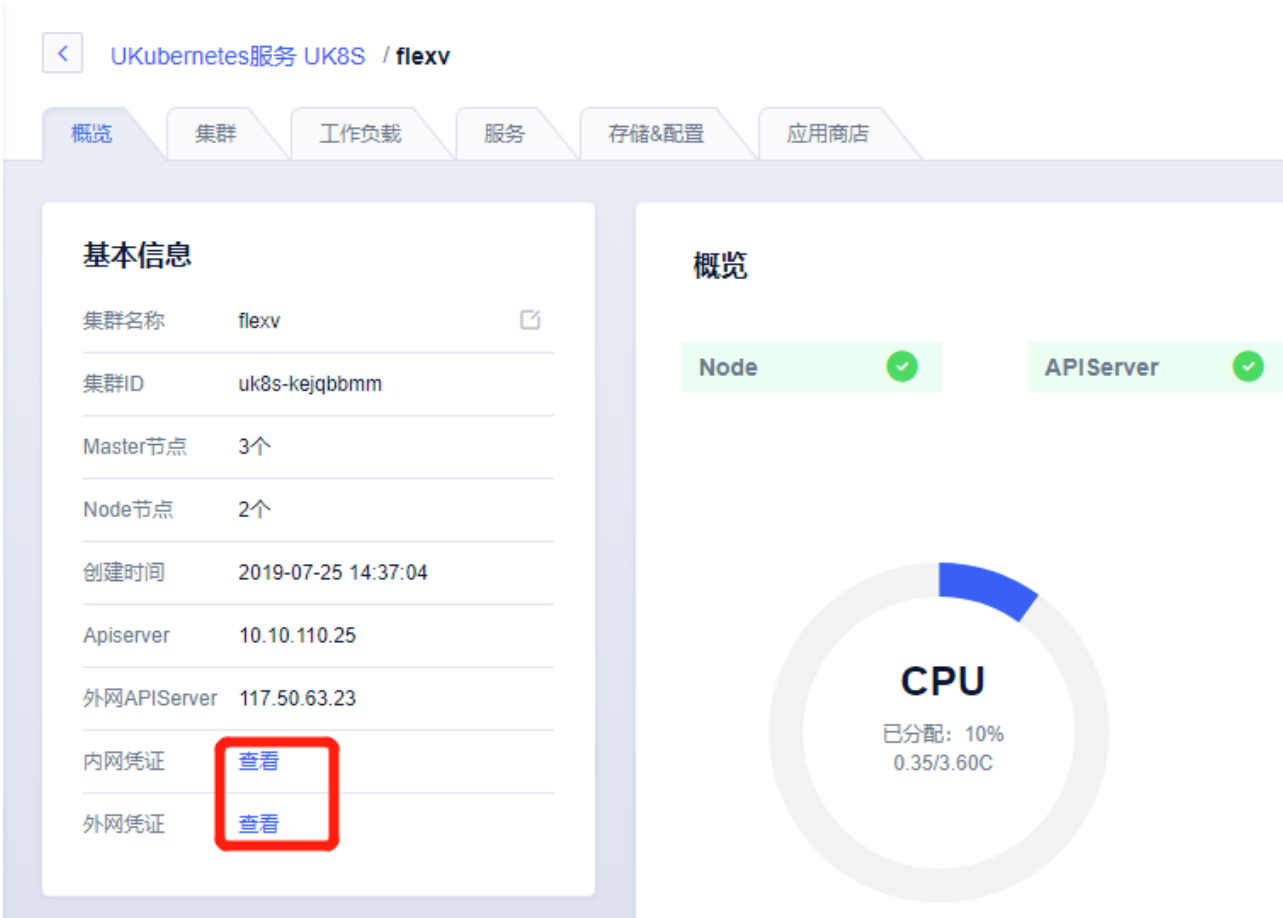 UKubernetes服务 UK8S / flexv
概览 集群 工作负载 服务 存储&配置 应用商店
基本信息
集群名称 flexv
集群ID uk8s-kejqbbmm
Master节点 3个
Node节点 2个
创建时间 2019-07-25 14:37:04
Apiserver 10.10.110.25
外网APIServer 117.50.63.23
内网凭证 查看
外网凭证 查看
概览
Node APIServer
CPU
已分配：10%
0.35/3.60C